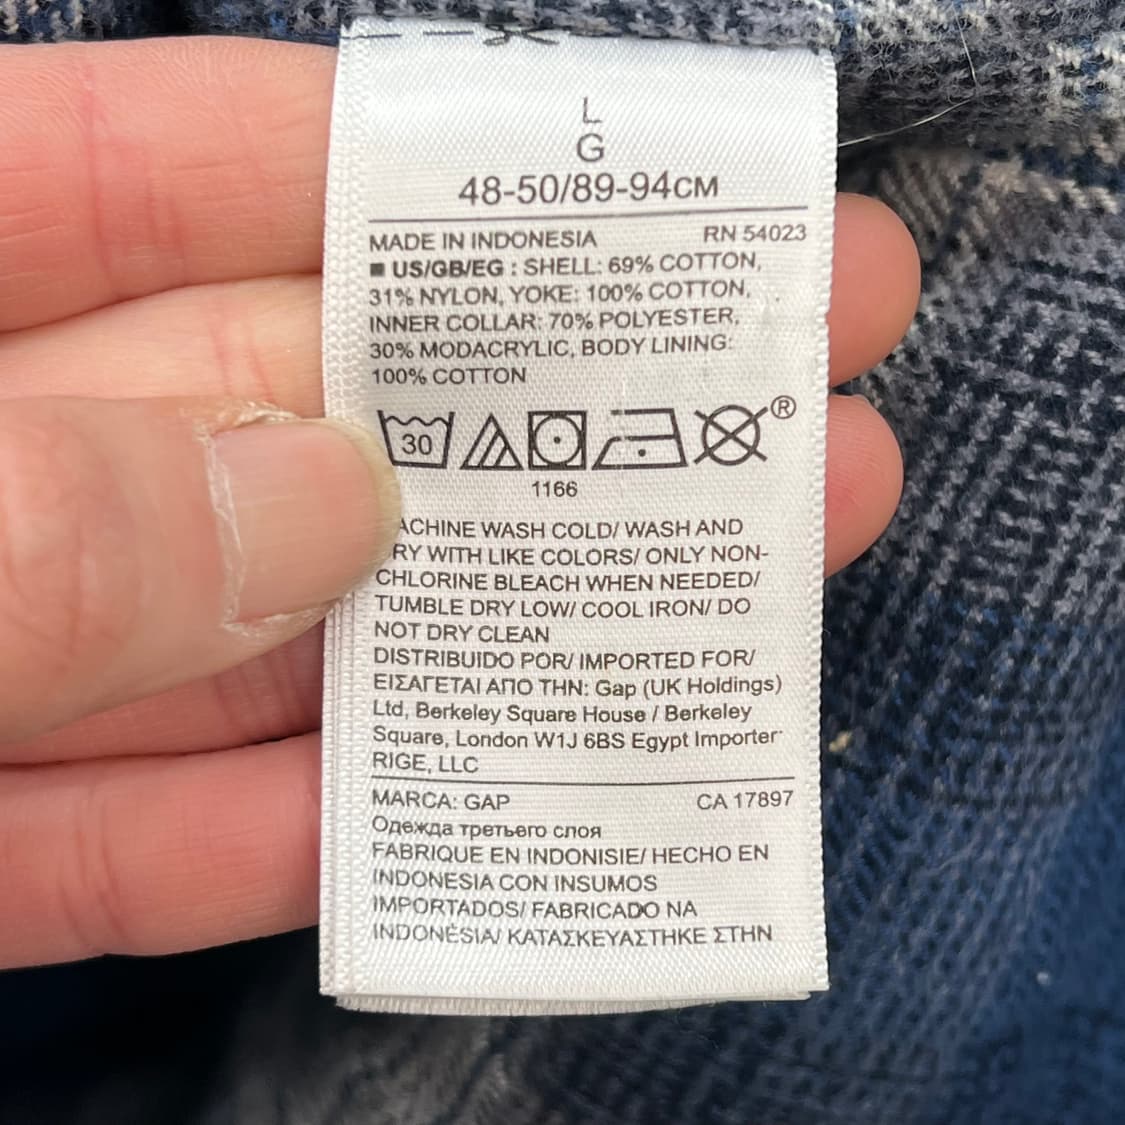 L
G
48-50/89-94CM
MADE IN INDONESIA RN 54023
■ US/GB/EG : SHELL: 69% COTTON,
31% NYLON, YOKE: 100% COTTON,
INNER COLLAR: 70% POLYESTER,
30% MODACRYLIC, BODY LINING:
100% COTTON
30 ®
1166
ACHINE WASH COLD/ WASH AND
RY WITH LIKE COLORS/ ONLY NON-
CHLORINE BLEACH WHEN NEEDED/
TUMBLE DRY LOW/ COOL IRON/ DO
NOT DRY CLEAN
DISTRIBUIDO POR/ IMPORTED FOR/
ΕΙΣΑΓΕΤΑΙ ΑΠΟ ΤΗΝ: Gap (UK Holdings)
Ltd, Berkeley Square House / Berkeley
Square, London W1J 6BS Egypt Importer
RIGE, LLC
MARCA: GAP CA 17897
Одежда третьего слоя
FABRIQUE EN INDONISIE/ HECHO EN
INDONESIA CON INSUMOS
IMPORTADOS/ FABRICADO NA
INDONÉSIA/ ΚΑΤΑΣΚΕΥΑΣΤΗΚΕ ΣΤΗΝ